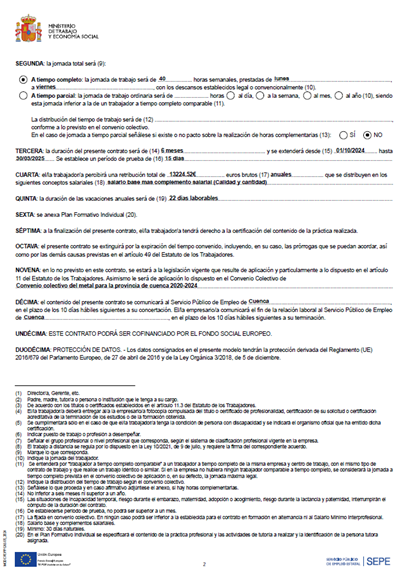 MINISTERIO
DE TRABAJO
Y ECONOMÍA SOCIAL
SEGUNDA: la jornada total será (9):
A tiempo completo: la jornada de trabajo será de 40 horas semanales, prestadas de lunes
a viernes con los descansos establecidos legal o convencionalmente (10).
A tiempo parcial: la jornada de trabajo ordinaria será de horas al día, a la semana, al mes, al año (10), siendo
esta jornada inferior a la de un trabajador a tiempo completo comparable (11).
La distribución del tiempo de trabajo será de (12)
conforme a lo previsto en el convenio colectivo.
En el caso de jornada a tiempo parcial señálese si existe o no pacto sobre la realización de horas complementarias (13): SÍ NO
TERCERA: la duración del presente contrato será de (14) 6 meses y se extenderá desde (15) 01/10/2024 hasta
30/03/2025. Se establece un periodo de prueba de (16) 15 días
CUARTA: el/la trabajador/a percibirá una retribución total de 13224.52€ euros brutos (17) anuales que se distribuyen en los
siguientes conceptos salariales (18) salario base mas complemento salarial (Calidad y cantidad)
QUINTA: la duración de las vacaciones anuales será de (19) 22 días laborables
SEXTA: se anexa Plan Formativo Individual (20).
SÉPTIMA: a la finalización del presente contrato, el/la trabajador/a tendrá derecho a la certificación del contenido de la práctica realizada.
OCTAVA: el presente contrato se extinguirá por la expiración del tiempo convenido, incluyendo, en su caso, las prórrogas que se puedan acordar, así
como por las demás causas previstas en el artículo 49 del Estatuto de los Trabajadores.
NOVENA: en lo no previsto en este contrato, se estará a la legislación vigente que resulte de aplicación y particularmente a lo dispuesto en el artículo
11 del Estatuto de los Trabajadores. Asimismo le será de aplicación lo dispuesto en el Convenio Colectivo de
Convenio colectivo del metal para la provincia de cuenca 2020-2024
DÉCIMA: el contenido del presente contrato se comunicará al Servicio Público de Empleo de Cuenca
en el plazo de los 10 días hábiles siguientes a su concertación. El/la empresario/a comunicará el fin de la relación laboral al Servicio Público de Empleo
de Cuenca, en el plazo de los 10 días hábiles siguientes a su terminación.
UNDÉCIMA: ESTE CONTRATO PODRÁ SER COFINANCIADO POR EL FONDO SOCIAL EUROPEO.
DUODÉCIMA: PROTECCIÓN DE DATOS. - Los datos consignados en el presente modelo tendrán la protección derivada del Reglamento (UE)
2016/679 del Parlamento Europeo, de 27 de abril de 2016 y de la Ley Orgánica 3/2018, de 5 de diciembre.
(1) Director/a, Gerente, etc.
(2) Padre, madre, tutor/a o persona o institución que le tenga a su cargo.
(3) De acuerdo con los títulos o certificados establecidos en el artículo 11.3 del Estatuto de los Trabajadores.
(4) El/la trabajador/a deberá entregar al/a la empresario/a fotocopia compulsada del título o certificado de profesionalidad, certificación de su solicitud o certificación
acreditativa de la terminación de los estudios o de la formación obtenida.
(5) Se cumplimentará sólo en el caso de que el/la trabajador/a tenga la condición de persona con discapacidad y se indicará el organismo oficial que ha emitido dicha
certificación.
(6) Indicar puesto de trabajo o profesión a desempeñar.
(7) Señalar el grupo profesional o nivel profesional que corresponda, según el sistema de clasificación profesional vigente en la empresa.
(8) El trabajo a distancia se regula por lo dispuesto en la Ley 10/2021, de 9 de julio, y requiere la firma del correspondiente acuerdo.
(9) Marque lo que corresponda.
(10) Indique la jornada del trabajador.
(11) Se entenderá por "trabajador a tiempo completo comparable" a un trabajador a tiempo completo de la misma empresa y centro de trabajo, con el mismo tipo de
contrato de trabajo y que realice un trabajo idéntico o similar. Si en la empresa no hubiera ningún trabajador comparable a tiempo completo, se considerará la jornada a
tiempo completo prevista en el convenio colectivo de aplicación o, en su defecto, la jornada máxima legal.
(12) Indique la distribución del tiempo de trabajo según el convenio colectivo.
(13) Señálese lo que proceda y en caso afirmativo adjúntese el anexo, si hay horas complementarias.
(14) No inferior a seis meses ni superior a un año.
(15) Las situaciones de incapacidad temporal, riesgo durante el embarazo, maternidad, adopción o acogimiento, riesgo durante la lactancia y paternidad, interrumpirán el
cómputo de la duración del contrato.
(16) De establecerse periodo de prueba, no podrá ser superior a un mes.
(17) La fijada en convenio colectivo. En ningún caso podrá ser inferior a la establecida para el contrato en formación en alternancia ni al Salario Mínimo Interprofesional.
(18) Salario base y complementos salariales.
(19) Mínimo: 30 días naturales.
(20) En el Plan Formativo Individual se especificará el contenido de la práctica profesional y las actividades de tutoría a realizar y la identificación de la persona tutora
asignada.
Unión Europea
2
SERVICIO PÚBLICO
DE EMPLEO ESTATAL
SEPE